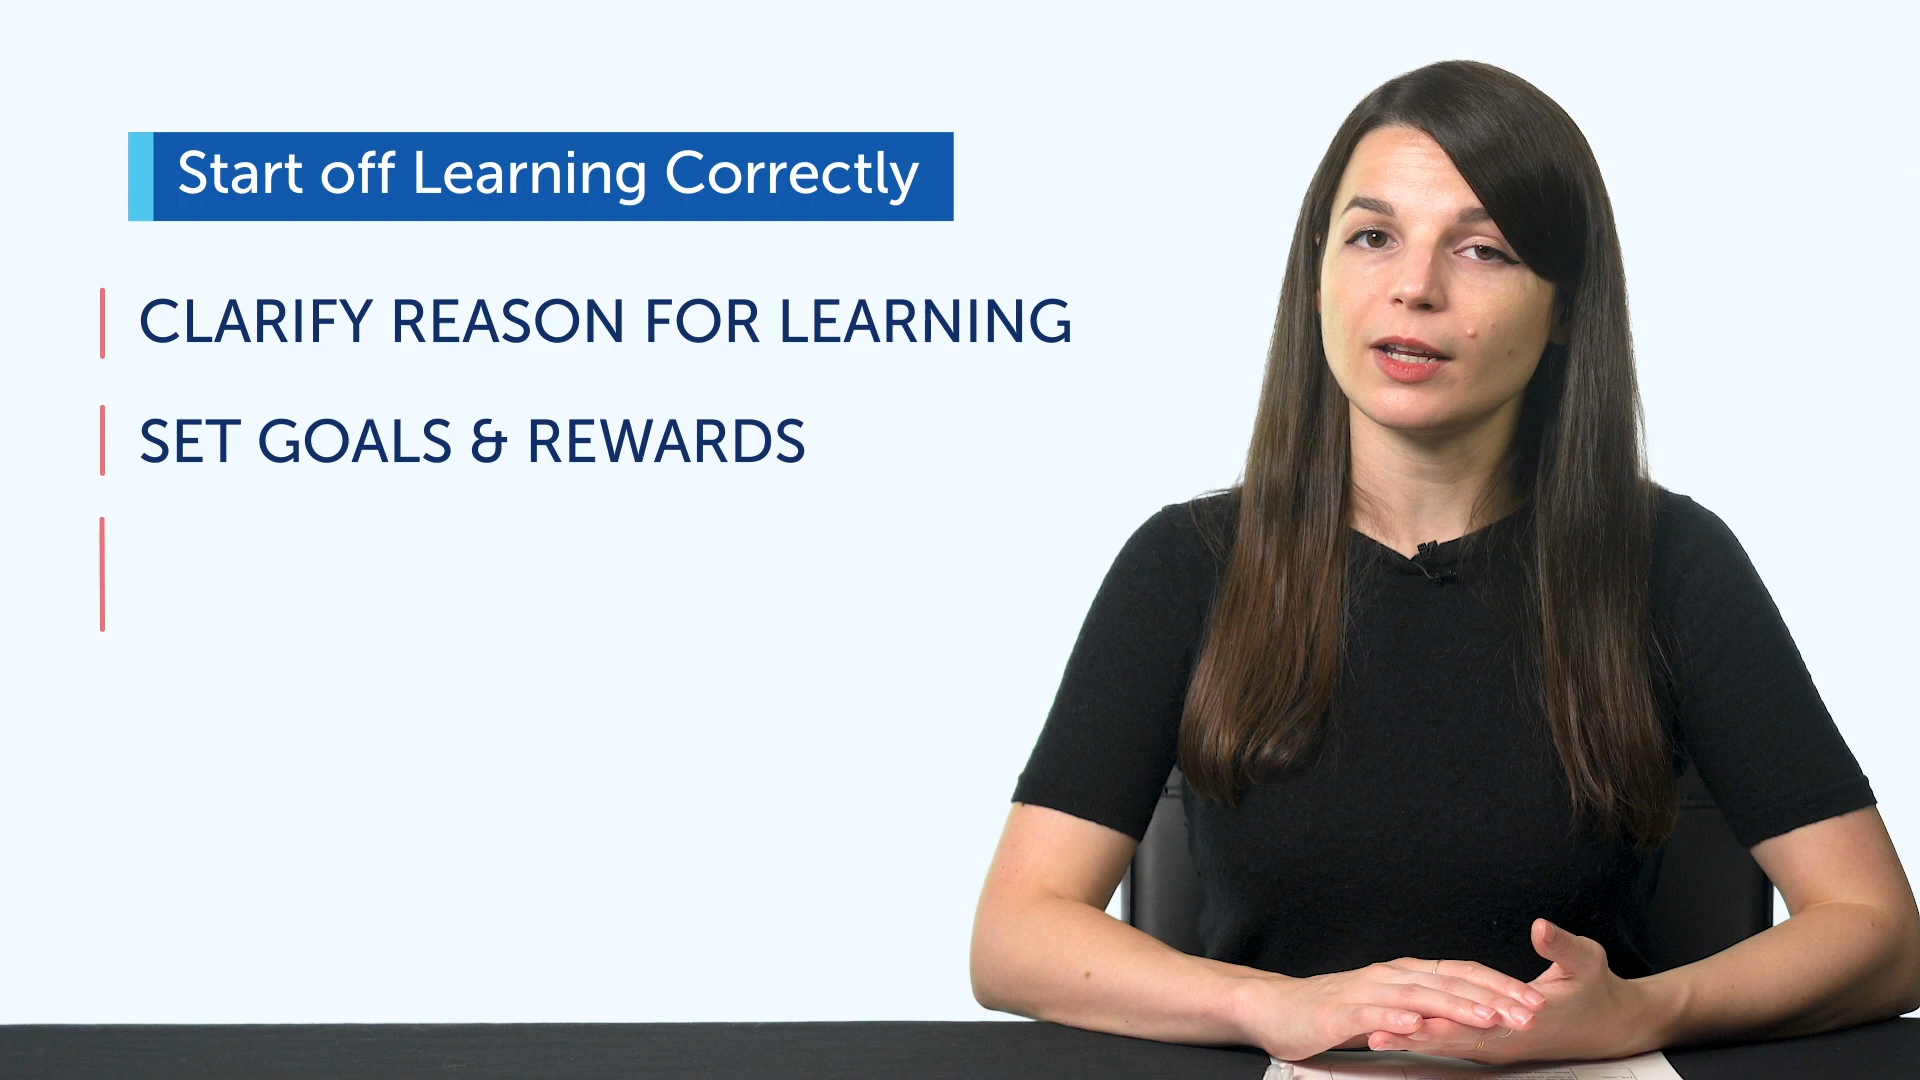 Start off Learning Correctly
CLARIFY REASON FOR LEARNING
SET GOALS & REWARDS